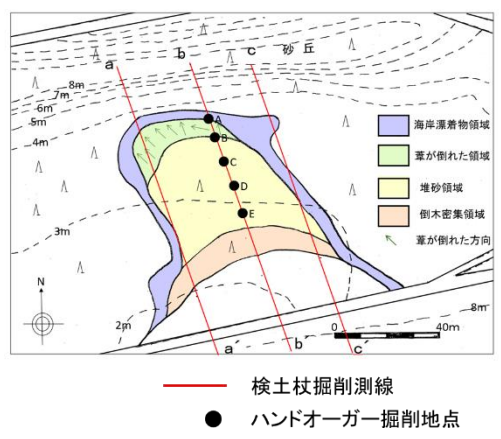 砂 丘
a
b
c
8m
7m
6m
5m
4m
3m
2m
A
B
C
D
E
海岸漂着物領域
葦が倒れた領域
堆砂領域
倒木密集領域
葦が倒れた方向
N
8m
0
40m
a´
b´
c´
検土杖掘削測線
ハンドオーガー掘削地点